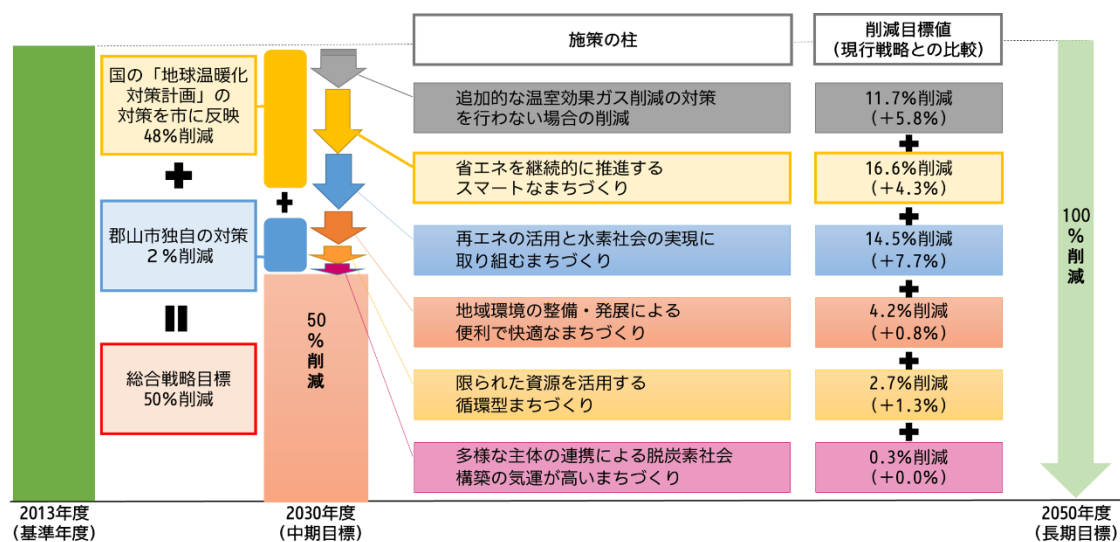 国の「地球温暖化
対策計画」の
対策を市に反映
48%削減
+
郡山市独自の対策
２%削減
=
総合戦略目標
50%削減
+
50%削減
施策の柱
削減目標値
(現行戦略との比較)
追加的な温室効果ガス削減の対策
を行わない場合の削減
11.7%削減
(+5.8%)
+
省エネを継続的に推進する
スマートなまちづくり
16.6%削減
(+4.3%)
+
再エネの活用と水素社会の実現に
取り組むまちづくり
14.5%削減
(+7.7%)
+
地域環境の整備・発展による
便利で快適なまちづくり
4.2%削減
(+0.8%)
+
限られた資源を活用する
循環型まちづくり
2.7%削減
(+1.3%)
+
多様な主体の連携による脱炭素社会
構築の気運が高いまちづくり
0.3%削減
(+0.0%)
100%削減
2013年度
(基準年度)
2030年度
(中期目標)
2050年度
(長期目標)